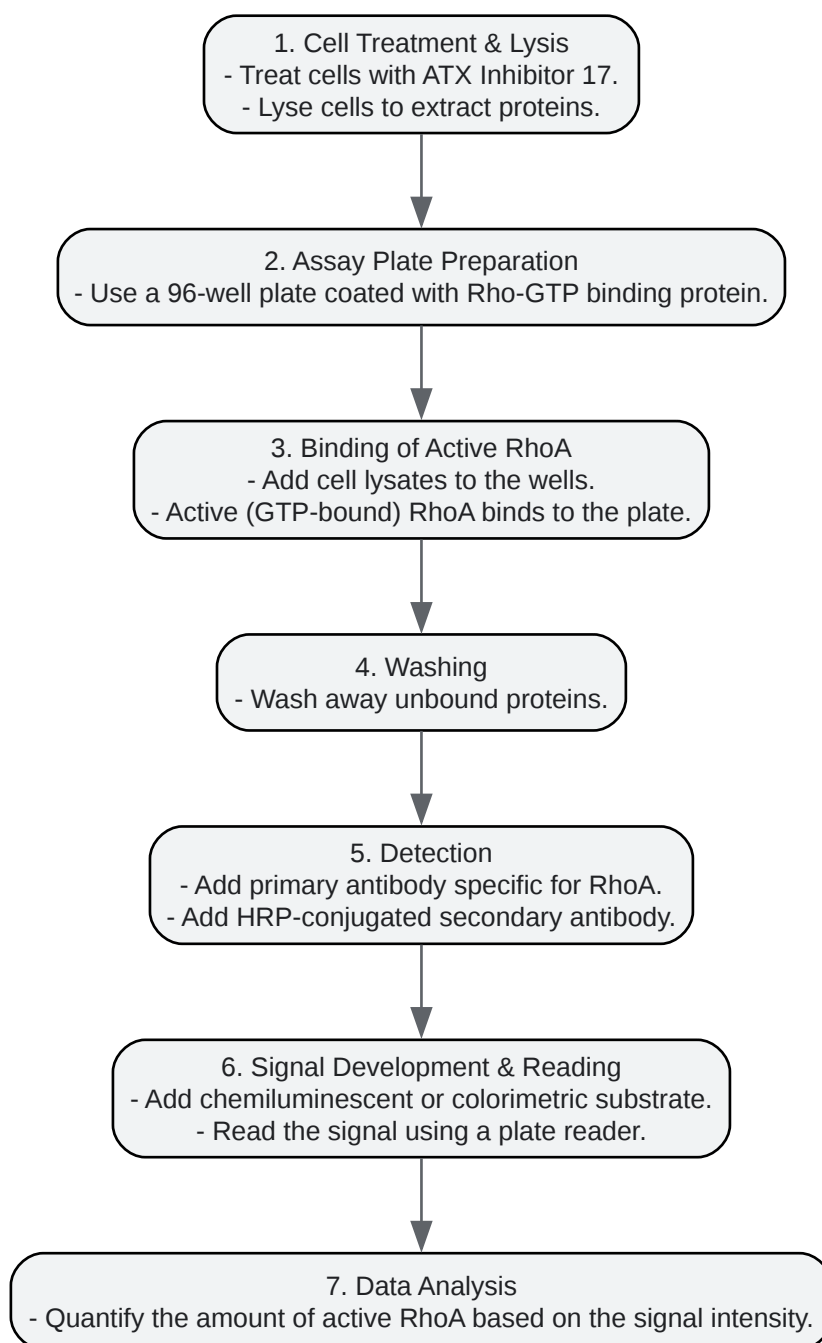 1. Cell Treatment & Lysis
- Treat cells with ATX Inhibitor 17.
- Lyse cells to extract proteins.
2. Assay Plate Preparation
- Use a 96-well plate coated with Rho-GTP binding protein.
3. Binding of Active RhoA
- Add cell lysates to the wells.
- Active (GTP-bound) RhoA binds to the plate.
4. Washing
- Wash away unbound proteins.
5. Detection
- Add primary antibody specific for RhoA.
- Add HRP-conjugated secondary antibody.
6. Signal Development & Reading
- Add chemiluminescent or colorimetric substrate.
- Read the signal using a plate reader.
7. Data Analysis
- Quantify the amount of active RhoA based on the signal intensity.